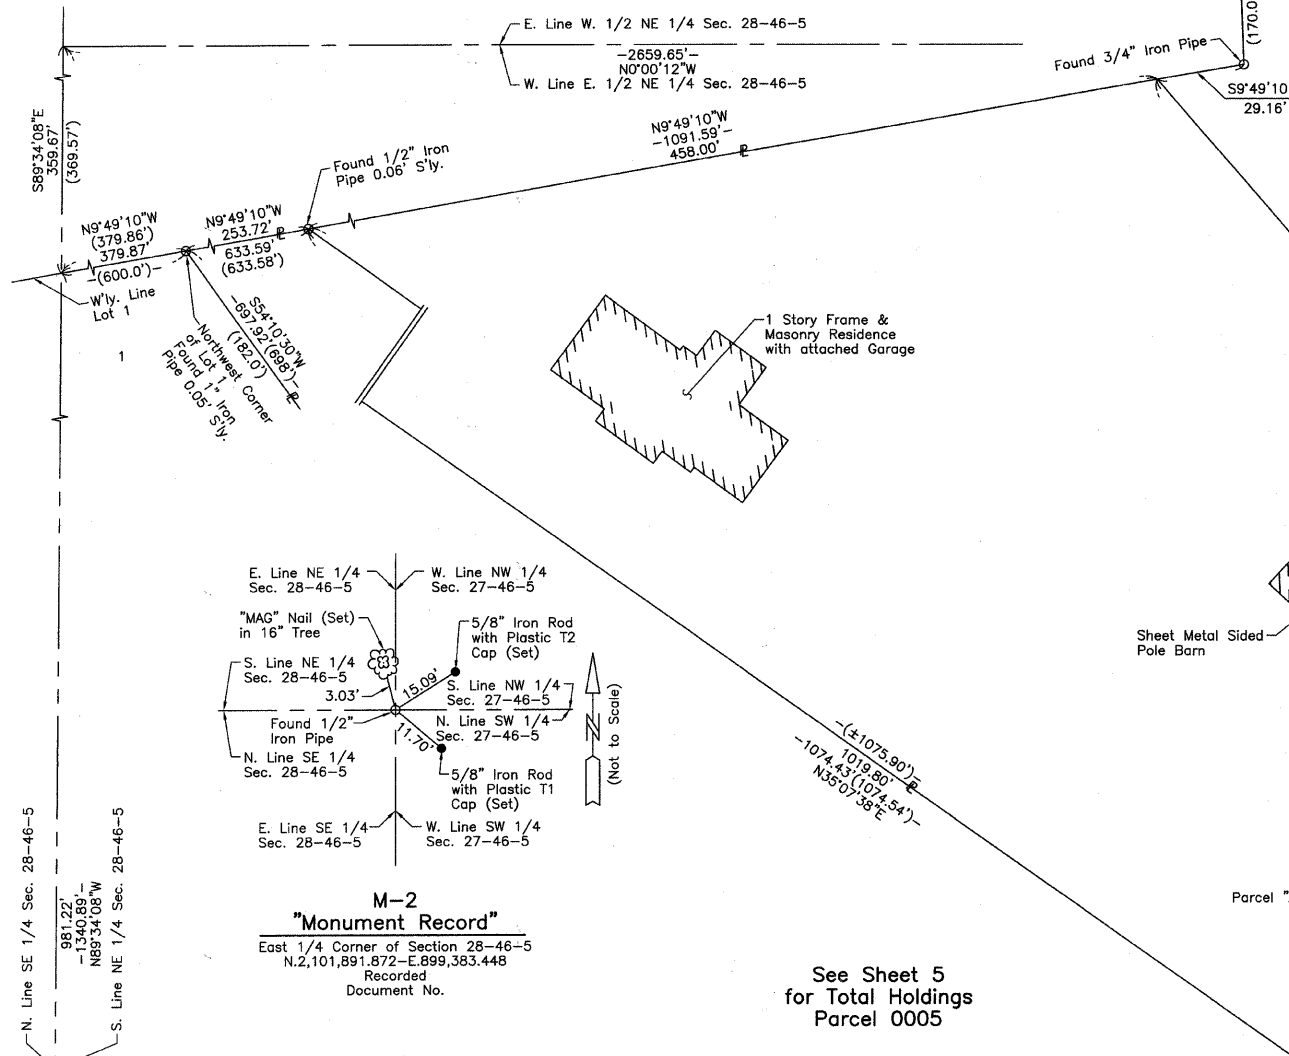 E. Line W. 1/2 NE 1/4 Sec. 28-46-5
-2659.65'-
N0°00'12"W
W. Line E. 1/2 NE 1/4 Sec. 28-46-5
(170.0
Found 3/4" Iron Pipe
S9°49'10
29.16'
S89°34'08"E
359.67'
(369.57')
N9°49'10"W
-1091.59'-
458.00'
Found 1/2" Iron
Pipe 0.06' S'ly.
N9°49'10"W
(379.86')
379.87'
-(600.0')-
N9°49'10"W
253.72'
633.59'
(633.58')
W'ly. Line
Lot 1
1
S54°10'30"W
-697.92'(698')-
(182.0')
Northwest Corner
of Lot 1
Found 1" Iron
Pipe 0.05' S'ly.
1 Story Frame &
Masonry Residence
with attached Garage
E. Line NE 1/4
Sec. 28-46-5
W. Line NW 1/4
Sec. 27-46-5
"MAG" Nail (Set)
in 16" Tree
5/8" Iron Rod
with Plastic T2
Cap (Set)
S. Line NE 1/4
Sec. 28-46-5
3.03'
15.09'
S. Line NW 1/4
Sec. 27-46-5
Found 1/2"
Iron Pipe
11.70'
N. Line SW 1/4
Sec. 27-46-5
N. Line SE 1/4
Sec. 28-46-5
5/8" Iron Rod
with Plastic T1
Cap (Set)
E. Line SE 1/4
Sec. 28-46-5
W. Line SW 1/4
Sec. 27-46-5
N
(Not to Scale)
Sheet Metal Sided
Pole Barn
-(±1075.90')-
1019.80'
-1074.43'(1074.54')-
N35°07'38"E
N. Line SE 1/4 Sec. 28-46-5
981.22'
-1340.89'-
N89°34'08"W
S. Line NE 1/4 Sec. 28-46-5
M-2
"Monument Record"
East 1/4 Corner of Section 28-46-5
N.2,101,891.872-E.899,383.448
Recorded
Document No.
Parcel "
See Sheet 5
for Total Holdings
Parcel 0005